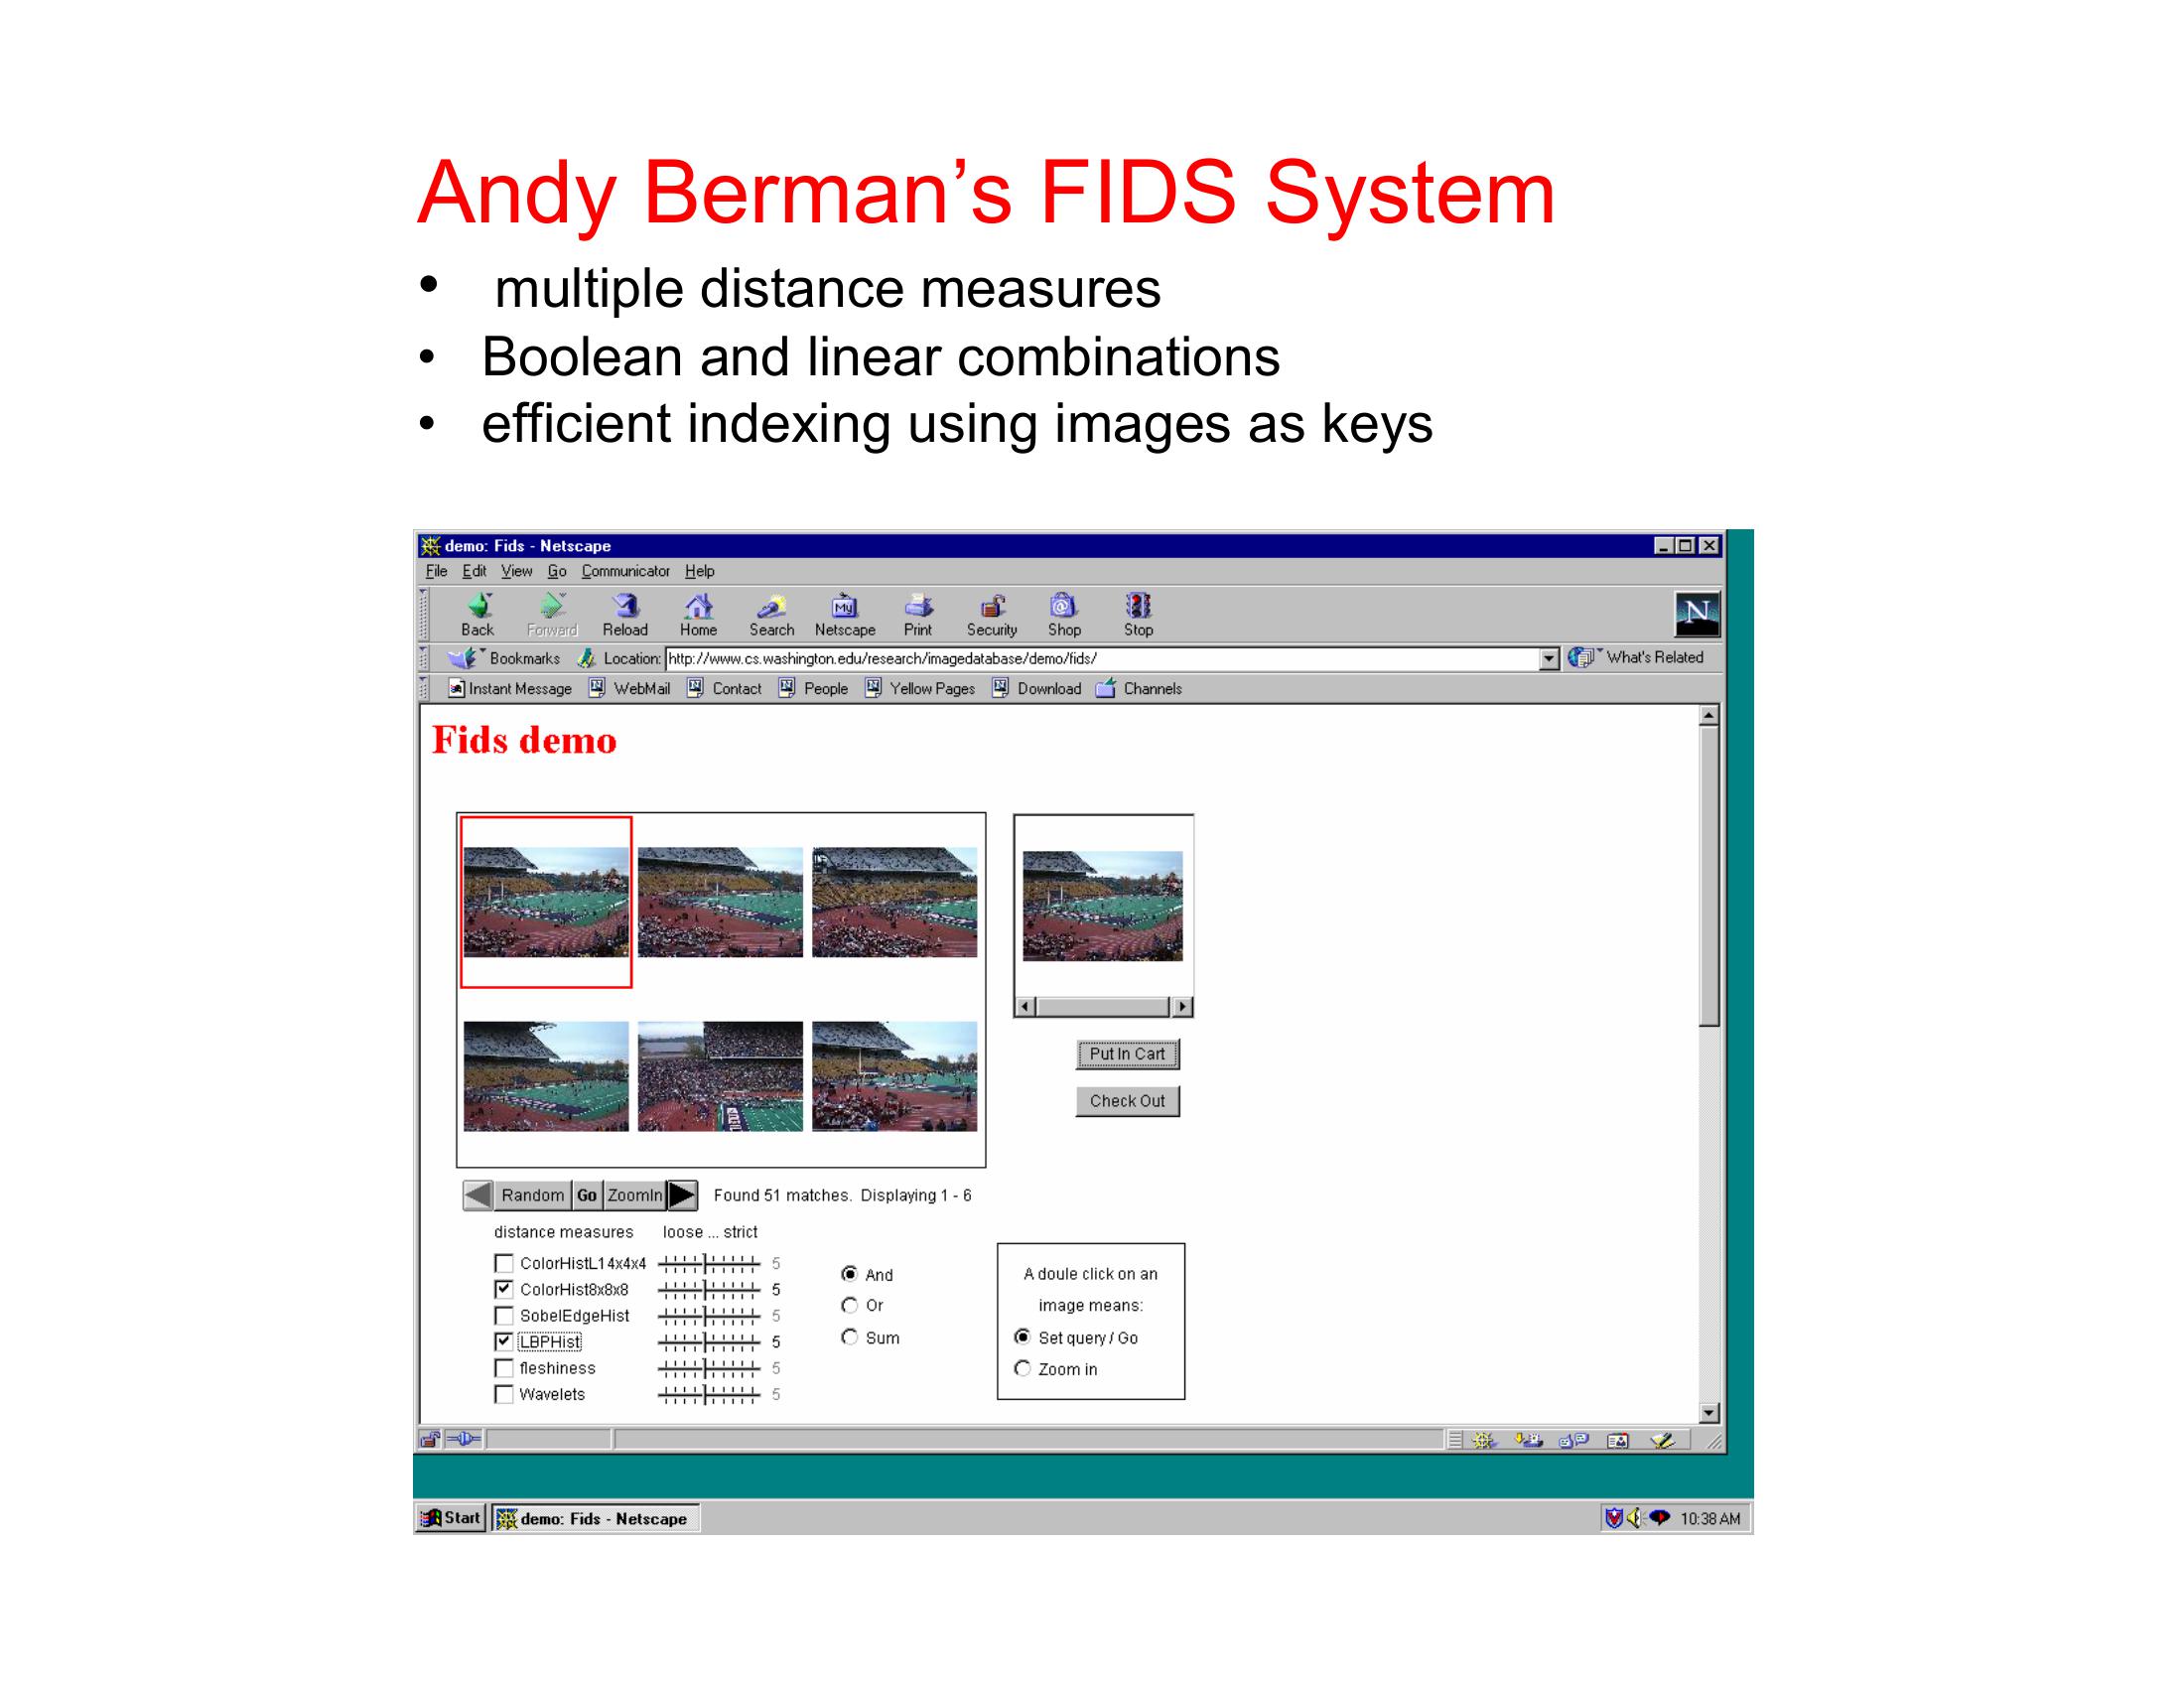 Andy Berman’s FIDS System
• multiple distance measures
• Boolean and linear combinations
• efficient indexing using images as keys
demo: Fids - Netscape
File Edit View Go Communicator Help
Back Forward Reload Home Search Netscape Print Security Shop Stop
My
N
Bookmarks Location: http://www.cs.washington.edu/research/imagedatabase/demo/fids/ What's Related
Instant Message WebMail Contact People Yellow Pages Download Channels
Fids demo
Put In Cart
Check Out
Random Go ZoomIn Found 51 matches. Displaying 1 - 6
distance measures loose ... strict
ColorHistL14x4x4 5
ColorHist8x8x8 5
SobelEdgeHist 5
LBPHist 5
fleshiness 5
Wavelets 5
And
Or
Sum
A doule click on an
image means:
Set query / Go
Zoom in
Start demo: Fids - Netscape 10:38 AM